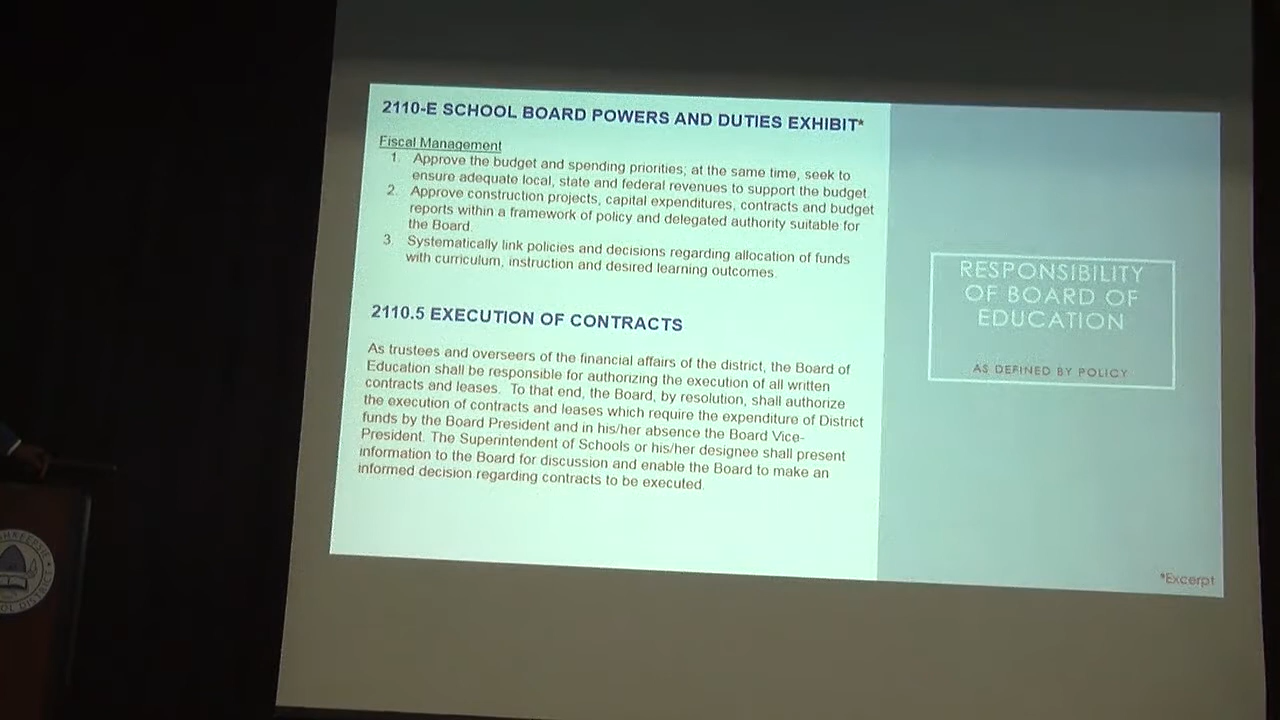 2110-E SCHOOL BOARD POWERS AND DUTIES EXHIBIT*
Fiscal Management
1. Approve the budget and spending priorities; at the same time, seek to
ensure adequate local, state and federal revenues to support the budget.
2. Approve construction projects, capital expenditures, contracts and budget
reports within a framework of policy and delegated authority suitable for
the Board.
3. Systematically link policies and decisions regarding allocation of funds
with curriculum, instruction and desired learning outcomes.
2110.5 EXECUTION OF CONTRACTS
As trustees and overseers of the financial affairs of the district, the Board of
Education shall be responsible for authorizing the execution of all written
contracts and leases. To that end, the Board, by resolution, shall authorize
the execution of contracts and leases which require the expenditure of District
funds by the Board President and in his/her absence the Board Vice-
President. The Superintendent of Schools or his/her designee shall present
information to the Board for discussion and enable the Board to make an
informed decision regarding contracts to be executed.
RESPONSIBILITY
OF BOARD OF
EDUCATION
AS DEFINED BY POLICY
*Excerpt